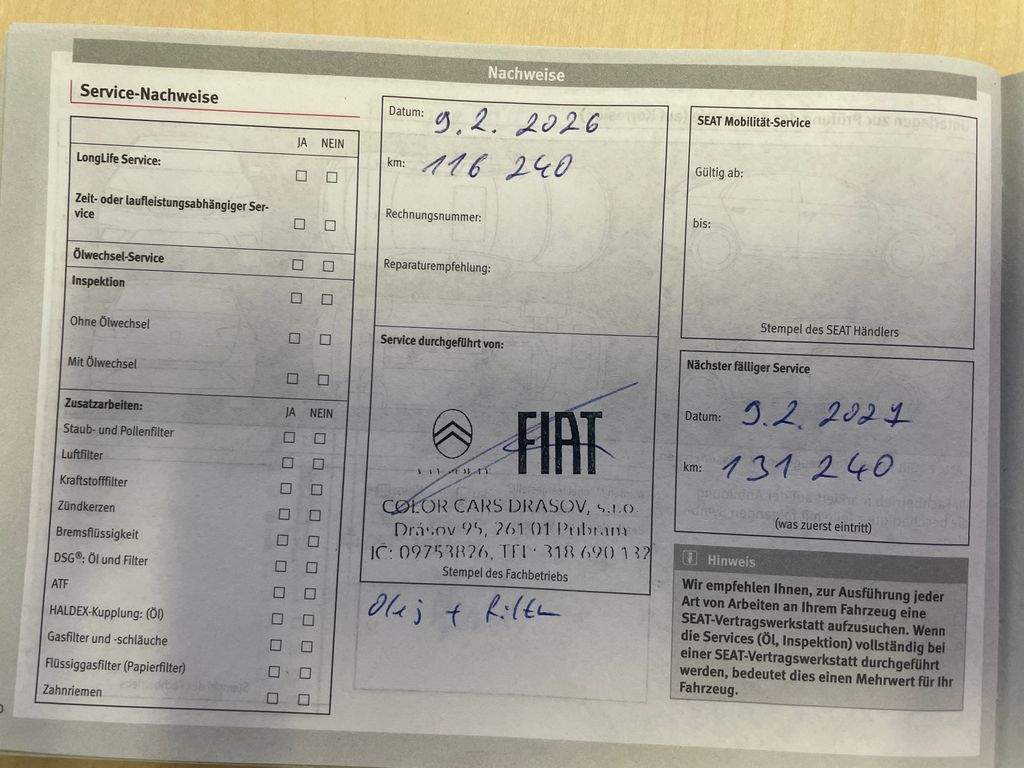 Nachweise
Service-Nachweise
JA NEIN
LongLife Service:
Zeit- oder laufleistungsabhängiger Ser-
vice
Ölwechsel-Service
Inspektion
Ohne Ölwechsel
Mit Ölwechsel
Zusatzarbeiten: JA NEIN
Staub- und Pollenfilter
Luftfilter
Kraftstofffilter
Zündkerzen
Bremsflüssigkeit
DSG®: Öl und Filter
ATF
HALDEX-Kupplung: (Öl)
Gasfilter und -schläuche
Flüssiggasfilter (Papierfilter)
Zahnriemen
Datum: 9.2. 2026
km: 116 240
Rechnungsnummer:
Reparaturempfehlung:
Service durchgeführt von:
FIAT
COLOR CARS DRASOV, s.r.o.
Drásov 95, 261 01 Příbram
IČ: 09753826, TEL: 318 690 132
Stempel des Fachbetriebs
Olej + filtr
SEAT Mobilität-Service
Gültig ab:
bis:
Stempel des SEAT Händlers
Nächster fälliger Service
Datum: 9.2. 2027
km: 131 240
(was zuerst eintritt)
Hinweis
Wir empfehlen Ihnen, zur Ausführung jeder
Art von Arbeiten an Ihrem Fahrzeug eine
SEAT-Vertragswerkstatt aufzusuchen. Wenn
die Services (Öl, Inspektion) vollständig bei
einer SEAT-Vertragswerkstatt durchgeführt
werden, bedeutet dies einen Mehrwert für Ihr
Fahrzeug.